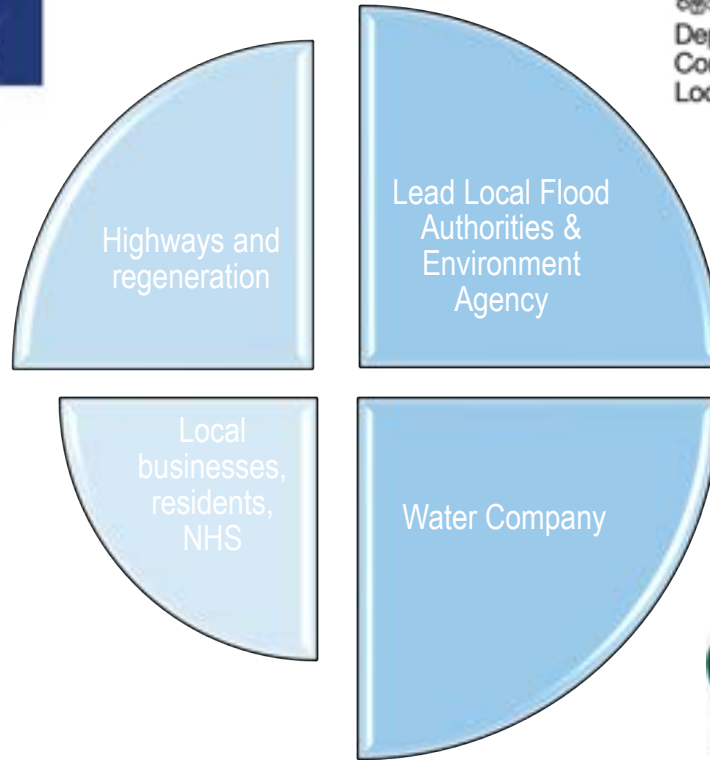 Highways and
regeneration
Lead Local Flood
Authorities &
Environment
Agency
Local
businesses,
residents,
NHS
Water Company